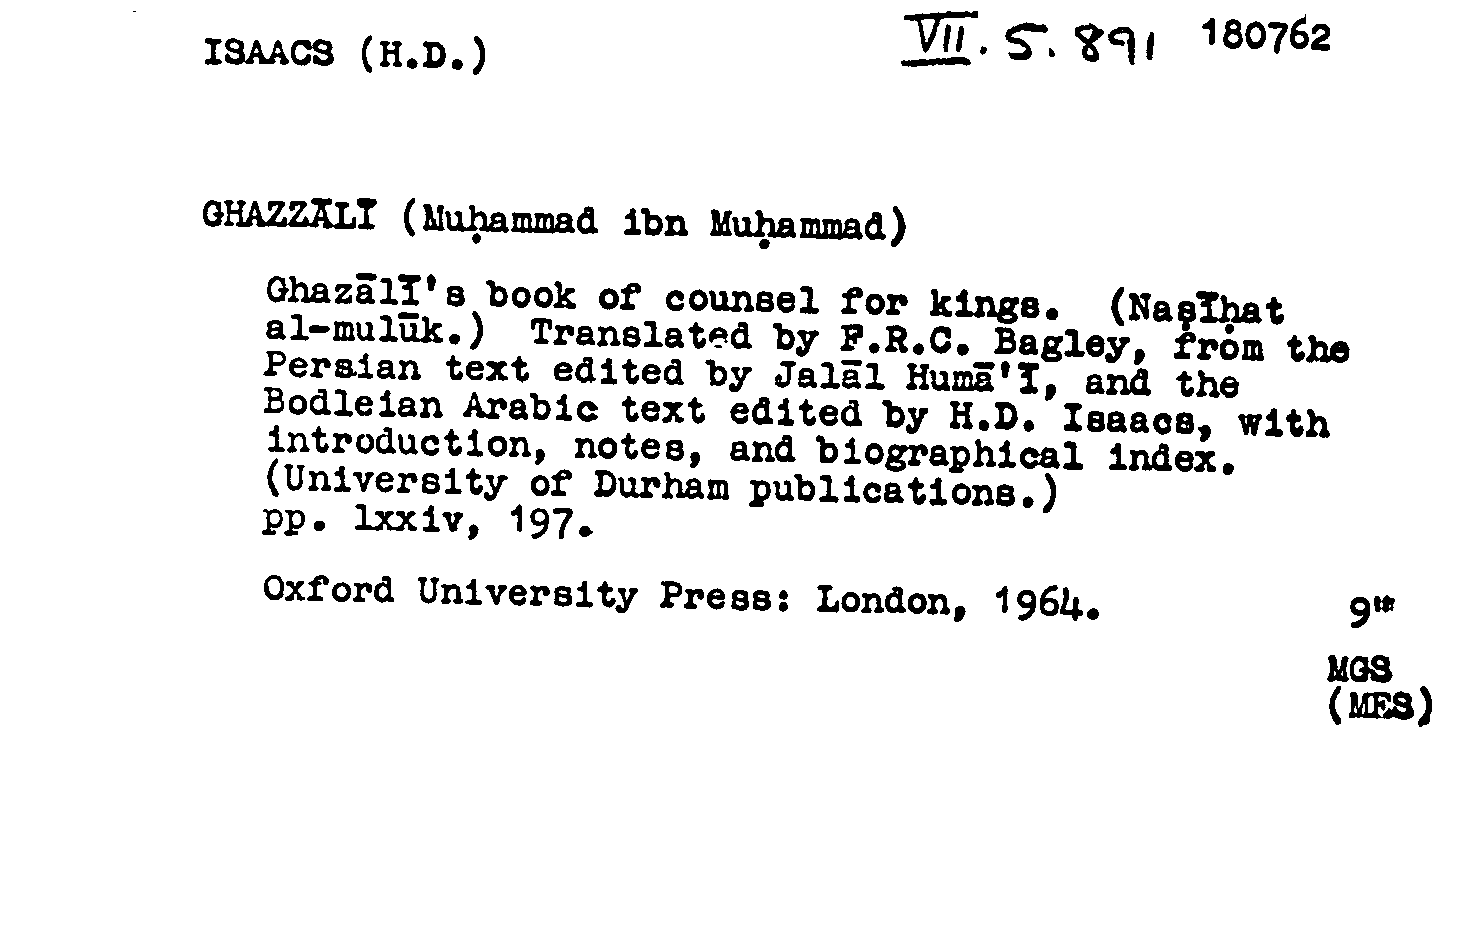 ISAACS (H.D.)
VII. 5. 891 180762
GHAZZĀLĪ (Muḥammad ibn Muḥammad)
Ghazālī's book of counsel for kings. (Naṣīḥat
al-mulūk.) Translated by F.R.C. Bagley, from the
Persian text edited by Jalāl Humā'ī, and the
Bodleian Arabic text edited by H.D. Isaacs, with
introduction, notes, and biographical index.
(University of Durham publications.)
pp. lxxiv, 197.
Oxford University Press: London, 1964.
9"
MGS
(MES)